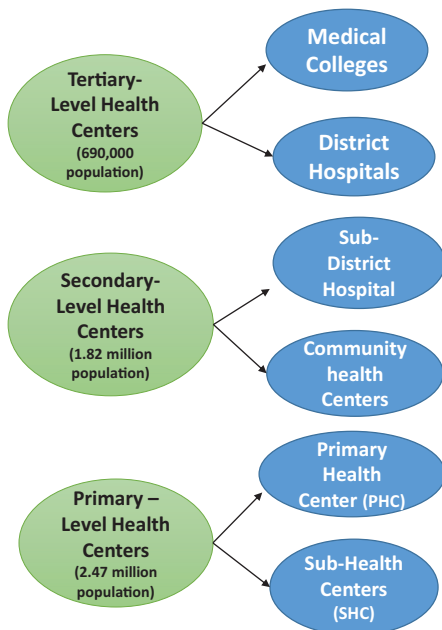 Tertiary-
Level Health
Centers
(690,000
population)
Medical
Colleges
District
Hospitals
Secondary-
Level Health
Centers
(1.82 million
population)
Sub-
District
Hospital
Community
health
Centers
Primary –
Level Health
Centers
(2.47 million
population)
Primary
Health
Center (PHC)
Sub-Health
Centers
(SHC)